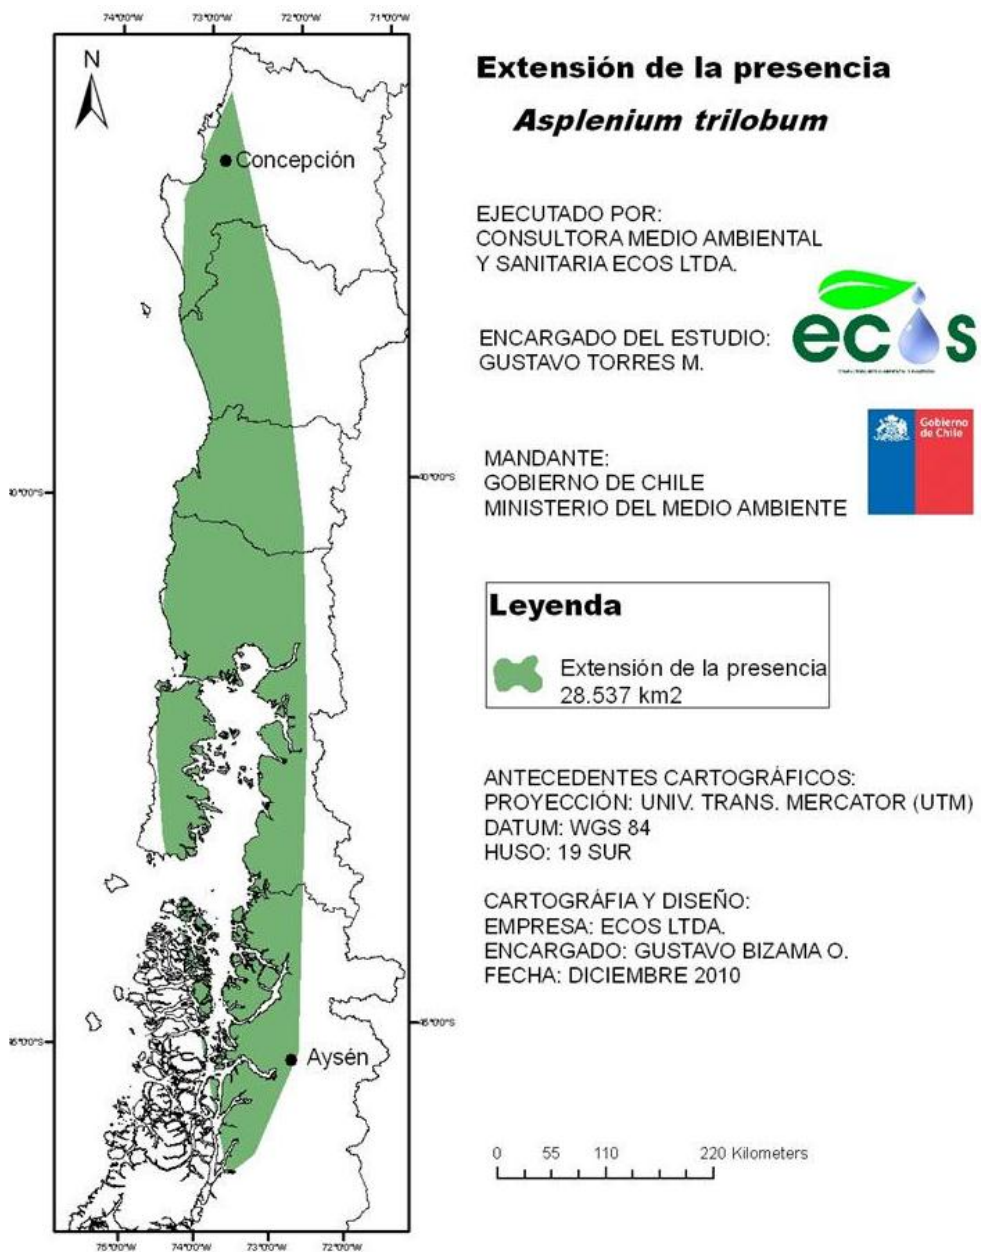 74°0'0"W 73°0'0"W 72°0'0"W 71°0'0"W
N
Concepción
Aysén
75°0'0"W 74°0'0"W 73°0'0"W 72°0'0"W
Extensión de la presencia
Asplenium trilobum
EJECUTADO POR:
CONSULTORA MEDIO AMBIENTAL
Y SANITARIA ECOS LTDA.
ecos
ENCARGADO DEL ESTUDIO:
GUSTAVO TORRES M.
Gobierno
de Chile
MANDANTE:
GOBIERNO DE CHILE
MINISTERIO DEL MEDIO AMBIENTE
Leyenda
Extensión de la presencia
28.537 km2
ANTECEDENTES CARTOGRÁFICOS:
PROYECCIÓN: UNIV. TRANS. MERCATOR (UTM)
DATUM: WGS 84
HUSO: 19 SUR
CARTOGRÁFIA Y DISEÑO:
EMPRESA: ECOS LTDA.
ENCARGADO: GUSTAVO BIZAMA O.
FECHA: DICIEMBRE 2010
0 55 110 220 Kilometers